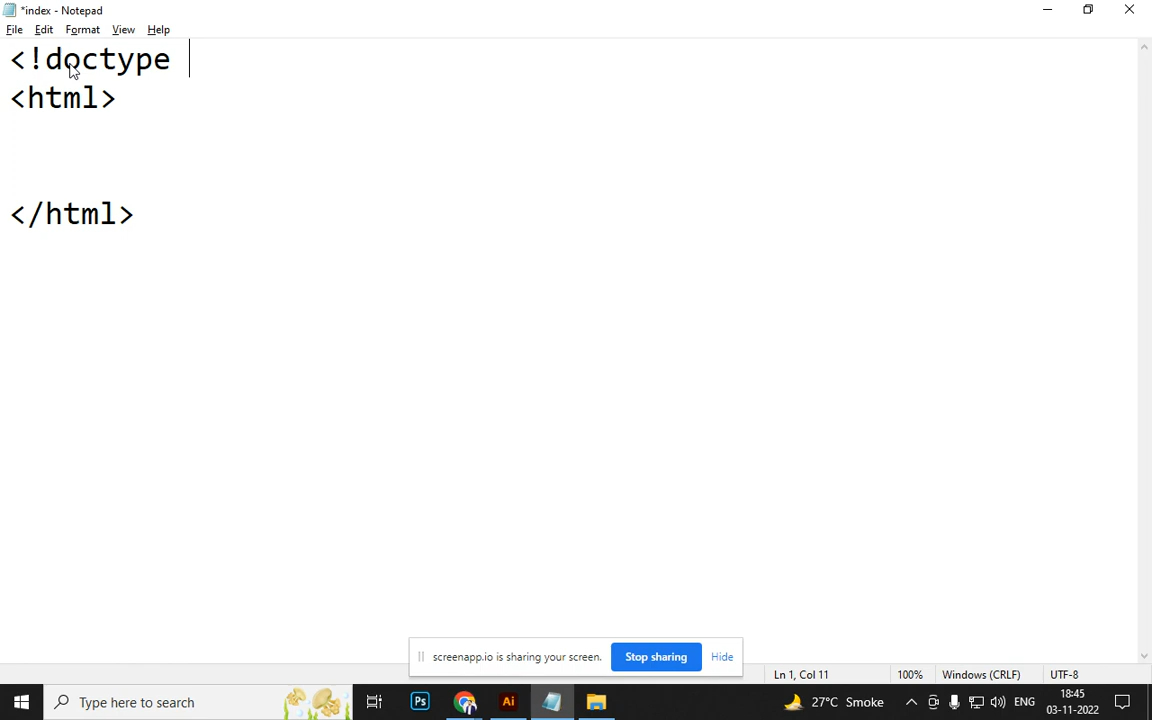 *index - Notepad
File Edit Format View Help
<!doctype
<html>
</html>
screenapp.io is sharing your screen. Stop sharing Hide
Ln 1, Col 11 100% Windows (CRLF) UTF-8
Type here to search Ps Ai 27°C Smoke ENG 18:45
03-11-2022